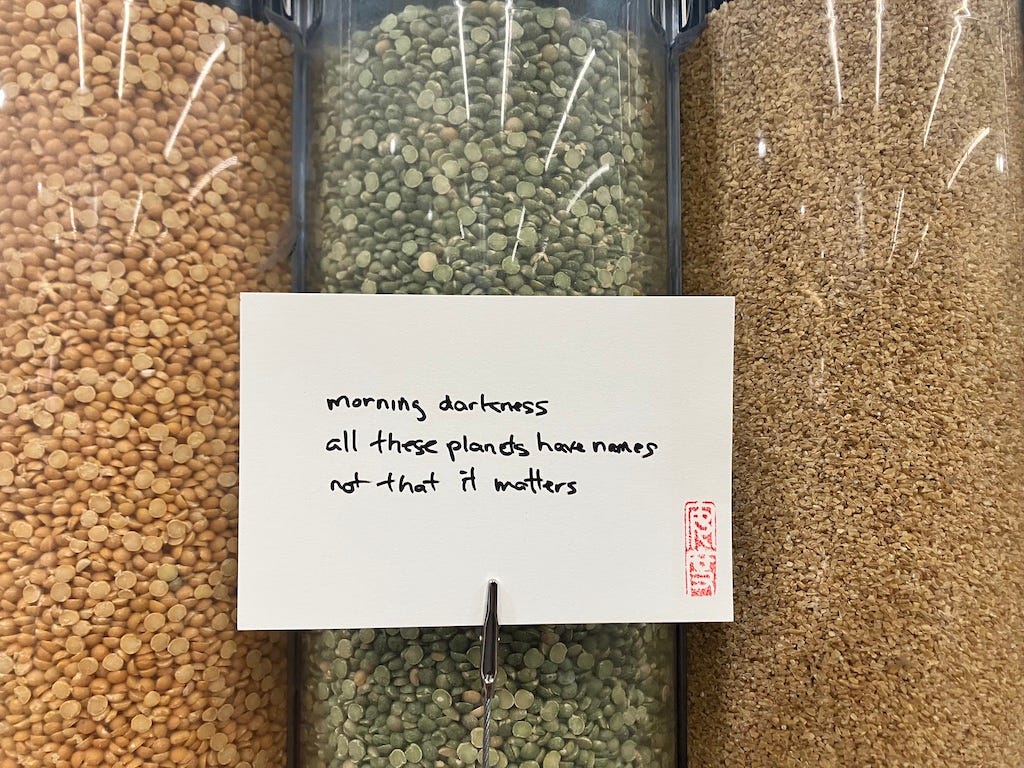 morning darkness
all these planets have names
not that it matters